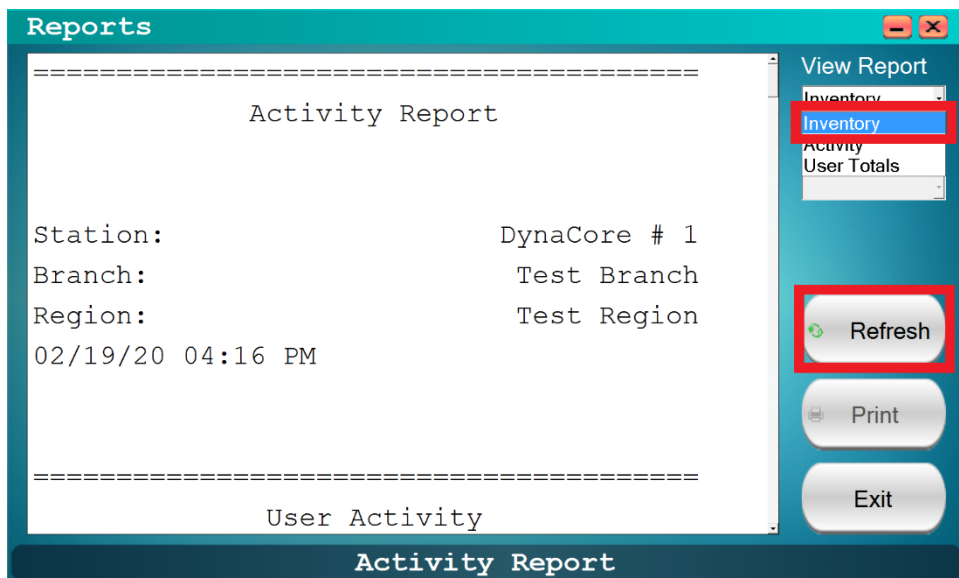 Reports
========================================
Activity Report
Station: DynaCore # 1
Branch: Test Branch
Region: Test Region
02/19/20 04:16 PM
========================================
User Activity
View Report
Inventory
Inventory
Activity
User Totals
Refresh
Print
Exit
Activity Report